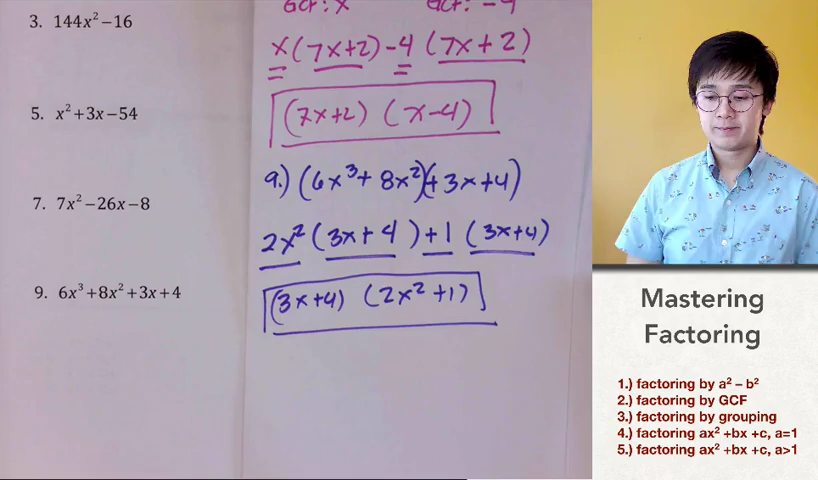 GCF: x GCF: -4
3. 144x² − 16
x(7x+2) -4 (7x+2)
(7x+2) (x-4)
5. x² + 3x − 54
9.) (6x³ + 8x²)(+3x+4)
7. 7x² − 26x − 8
2x² (3x+4) +1 (3x+4)
9. 6x³ + 8x² + 3x + 4
(3x+4) (2x² +1)
Mastering
Factoring
1.) factoring by a² – b²
2.) factoring by GCF
3.) factoring by grouping
4.) factoring ax² +bx +c, a=1
5.) factoring ax² +bx +c, a>1